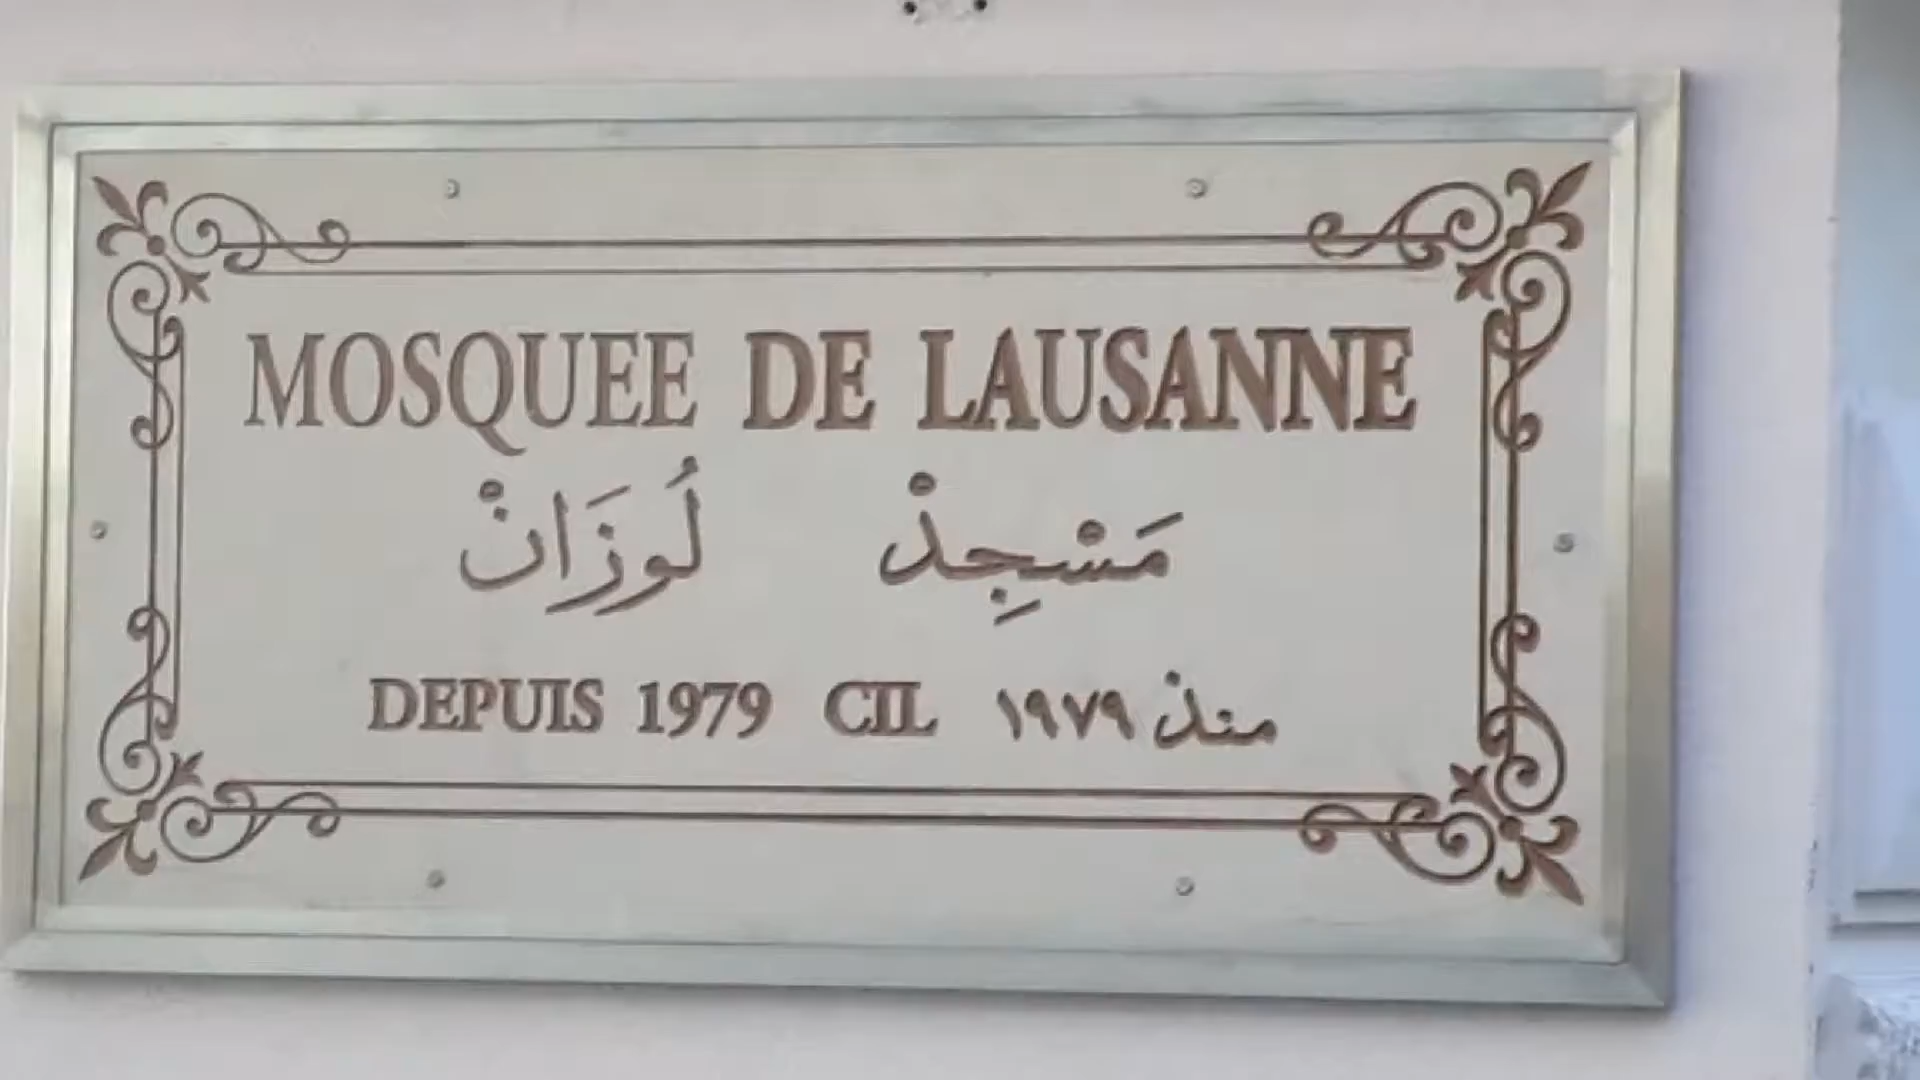 MOSQUEE DE LAUSANNE
مَسْجِدْ لُوزَانْ
DEPUIS 1979 CIL منذ ١٩٧٩